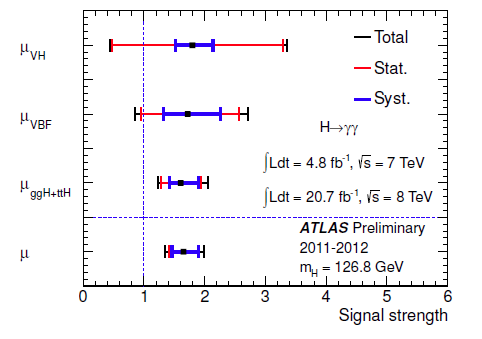 μVH
μVBF
μggH+ttH
μ
Total
Stat.
Syst.
H→γγ
∫Ldt = 4.8 fb⁻¹, √s = 7 TeV
∫Ldt = 20.7 fb⁻¹, √s = 8 TeV
ATLAS Preliminary
2011-2012
mH = 126.8 GeV
0 1 2 3 4 5 6
Signal strength